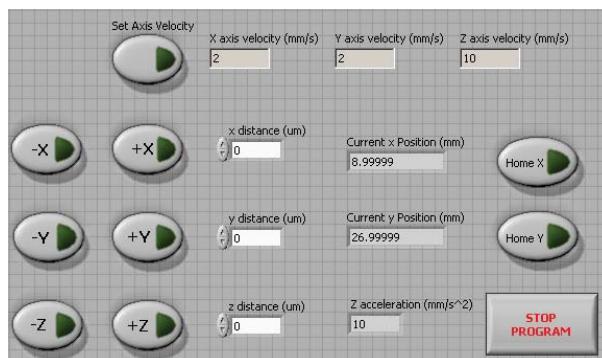 Set Axis Velocity
X axis velocity (mm/s)
Y axis velocity (mm/s)
Z axis velocity (mm/s)
2
2
10
-X
+X
x distance (um)
0
Current x Position (mm)
8.99999
Home X
-Y
+Y
y distance (um)
0
Current y Position (mm)
26.99999
Home Y
-Z
+Z
z distance (um)
0
Z acceleration (mm/s^2)
10
STOP
PROGRAM